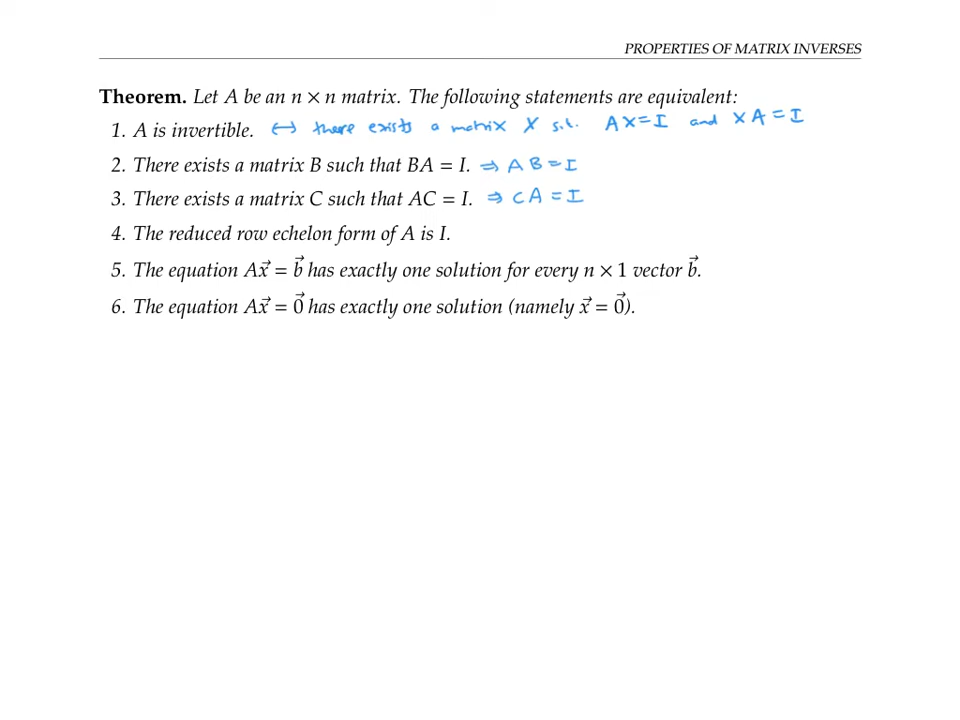 PROPERTIES OF MATRIX INVERSES
Theorem. Let A be an n × n matrix. The following statements are equivalent:
1. A is invertible. ↔ there exists a matrix X s.t. AX=I and XA=I
2. There exists a matrix B such that BA = I. ⇒ AB=I
3. There exists a matrix C such that AC = I. ⇒ CA=I
4. The reduced row echelon form of A is I.
5. The equation Ax⃗ = b⃗ has exactly one solution for every n × 1 vector b⃗.
6. The equation Ax⃗ = 0⃗ has exactly one solution (namely x⃗ = 0⃗).